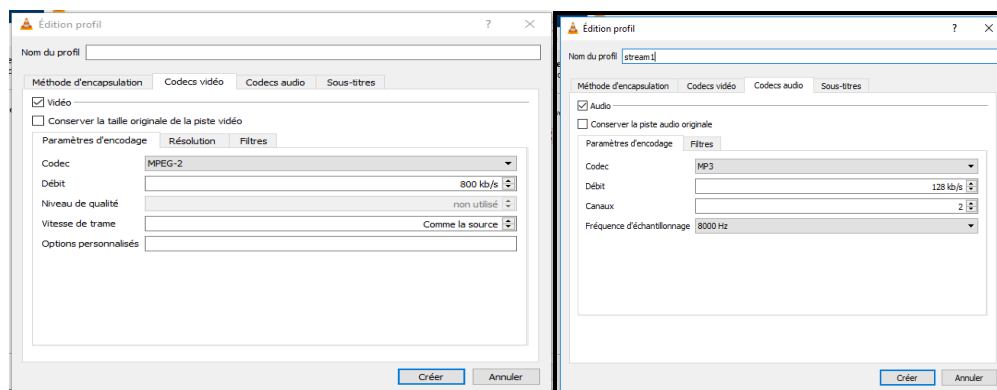 Édition profil
?
Nom du profil
Méthode d'encapsulation Codecs vidéo Codecs audio Sous-titres
Vidéo
Conserver la taille originale de la piste vidéo
Paramètres d'encodage Résolution Filtres
Codec MPEG-2
Débit 800 kb/s
Niveau de qualité non utilisé
Vitesse de trame Comme la source
Options personnalisés
Créer Annuler
Édition profil
?
Nom du profil stream1
Méthode d'encapsulation Codecs vidéo Codecs audio Sous-titres
Audio
Conserver la piste audio originale
Paramètres d'encodage Filtres
Codec MP3
Débit 128 kb/s
Canaux 2
Fréquence d'échantillonnage 8000 Hz
Créer Annuler